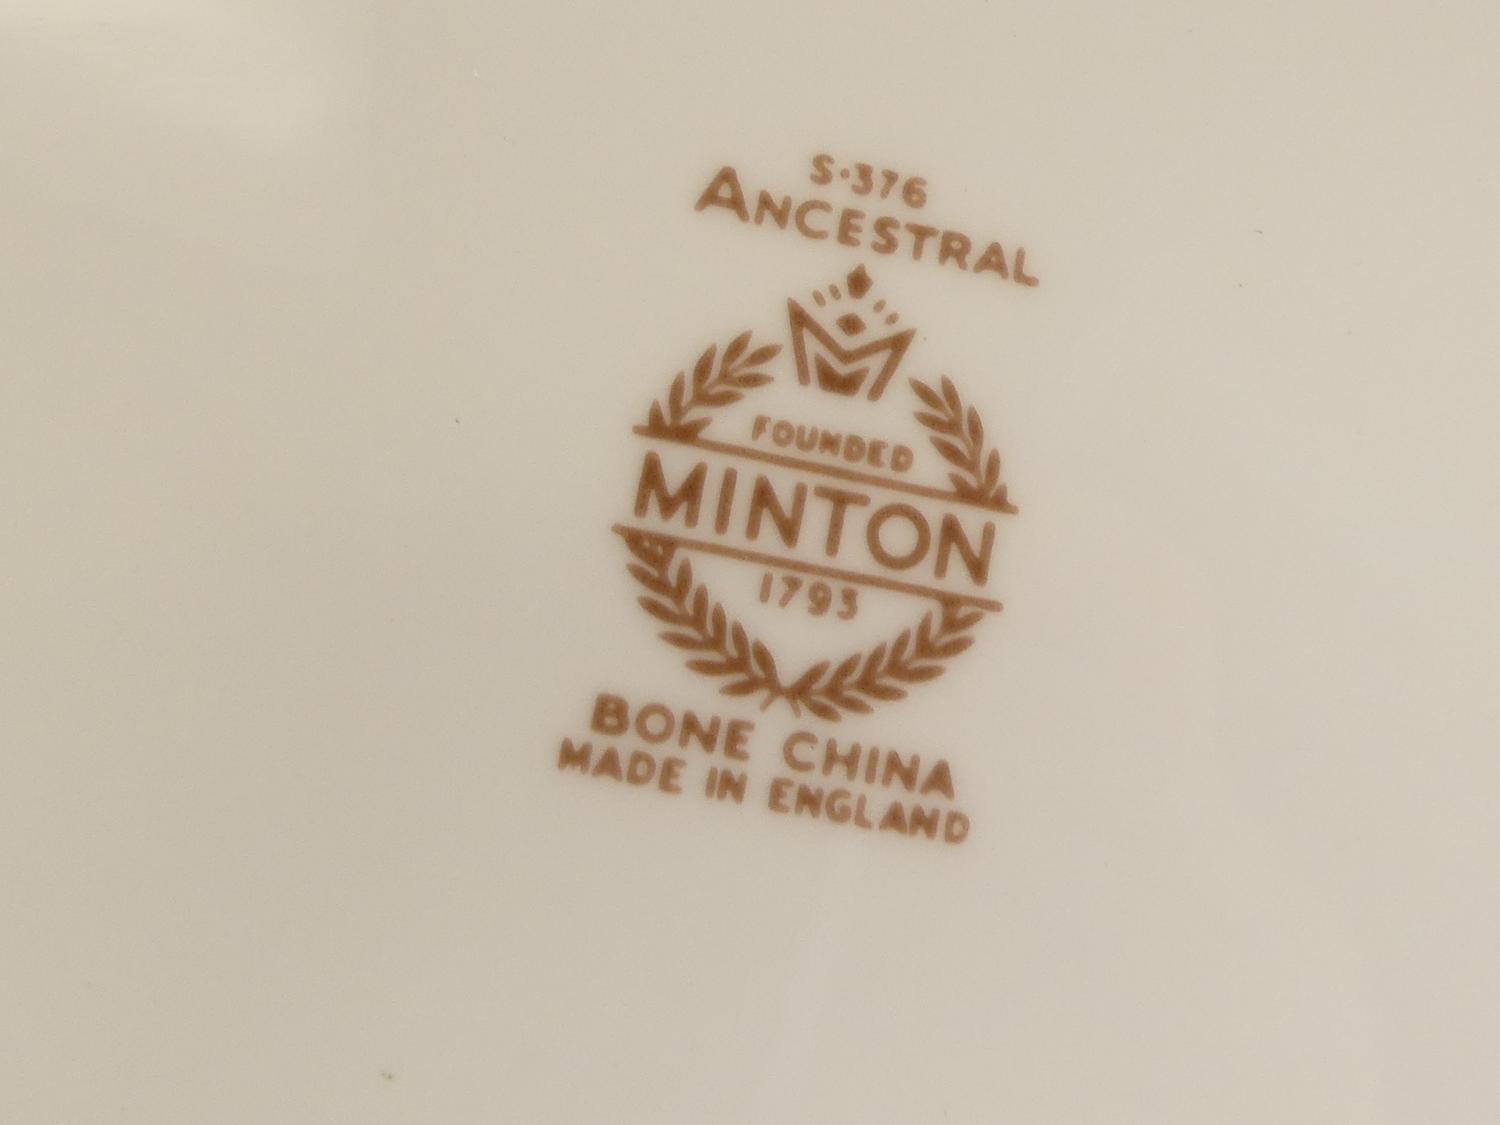 S·376
ANCESTRAL
FOUNDED
MINTON
1793
BONE CHINA
MADE IN ENGLAND